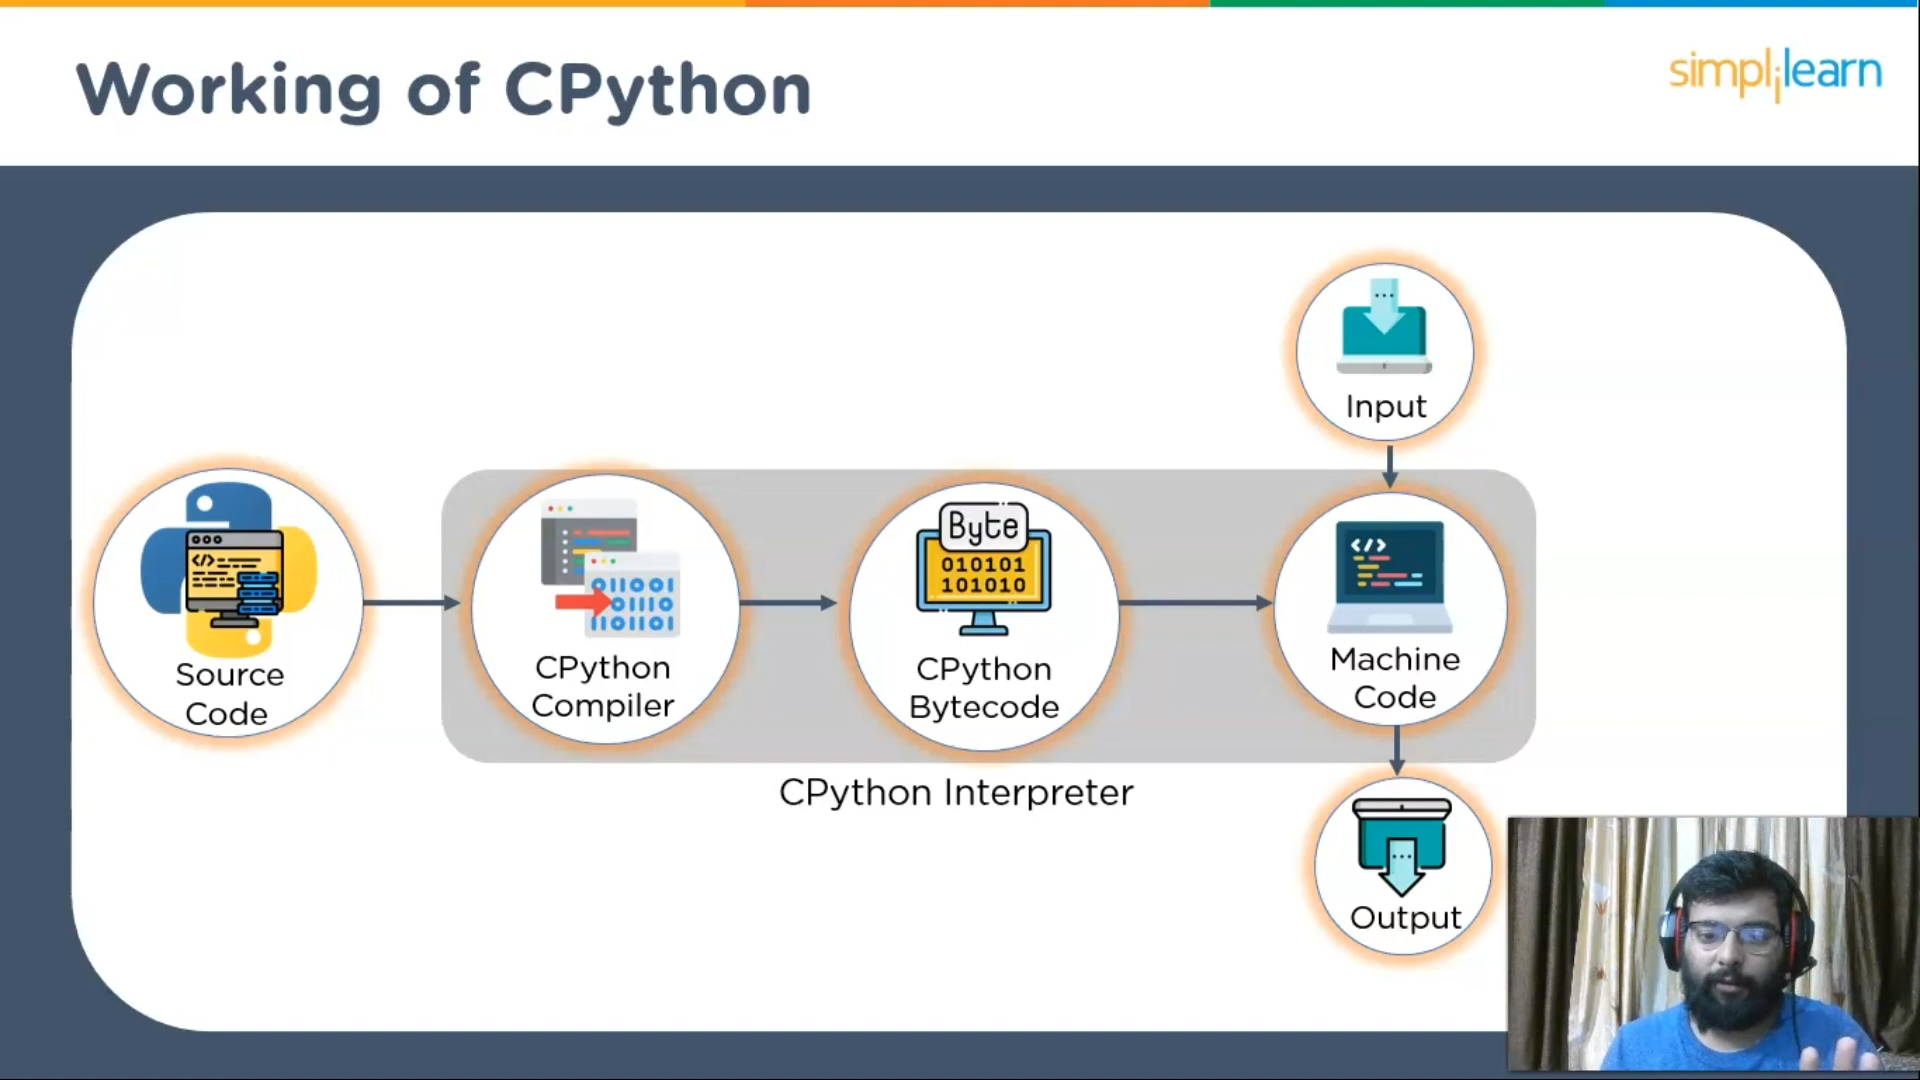 Working of CPython
simplilearn
Input
Source
Code
CPython
Compiler
Byte
010101
101010
CPython
Bytecode
</>
Machine
Code
CPython Interpreter
Output